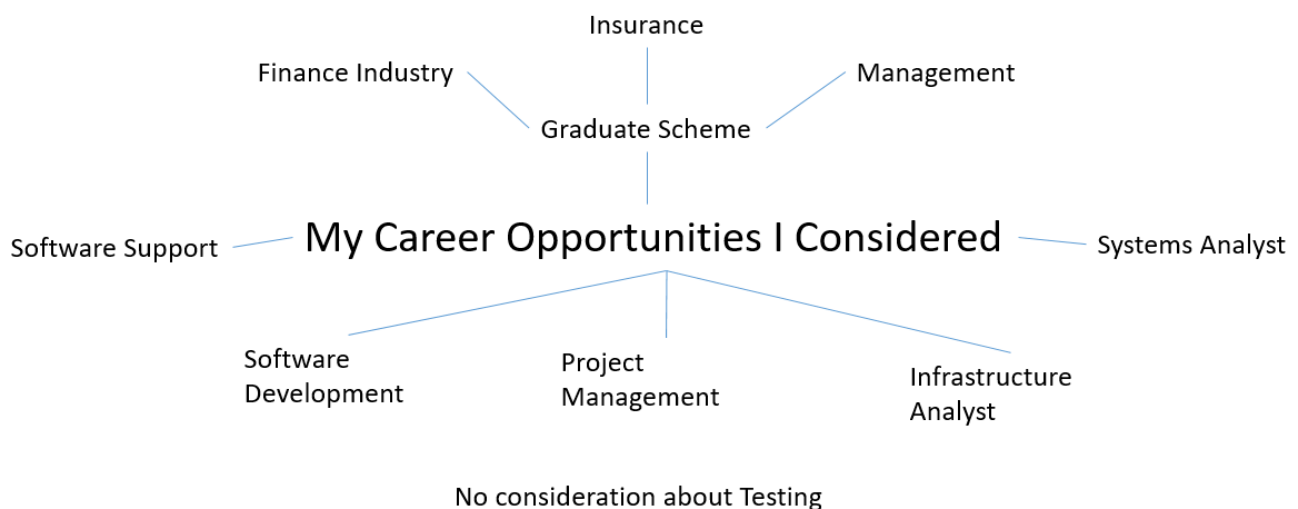 Insurance
Finance Industry
Management
Graduate Scheme
My Career Opportunities I Considered
Software Support
Systems Analyst
Software
Development
Project
Management
Infrastructure
Analyst
No consideration about Testing